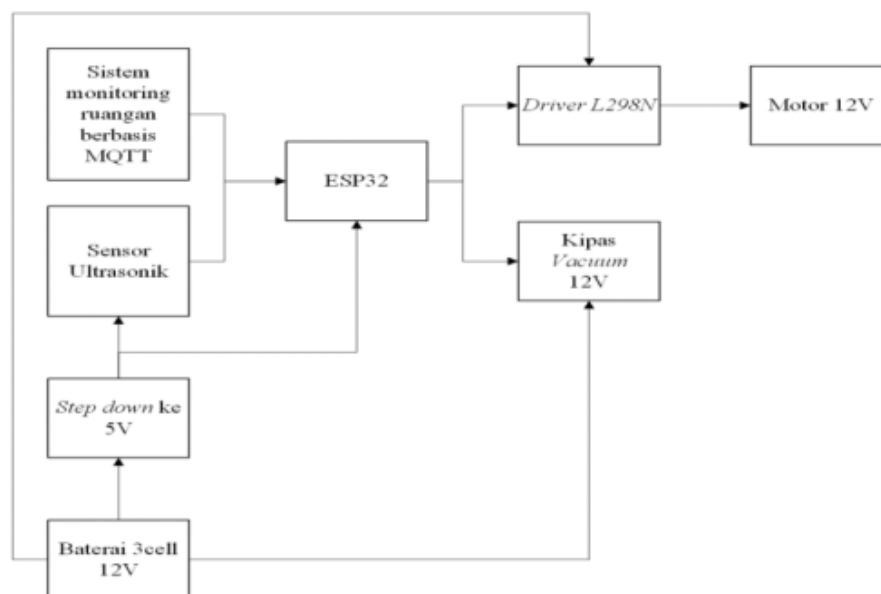 Sistem
monitoring
ruangan
berbasis
MQTT
Driver L298N
Motor 12V
ESP32
Sensor
Ultrasonik
Kipas
Vacuum
12V
Step down ke
5V
Baterai 3cell
12V